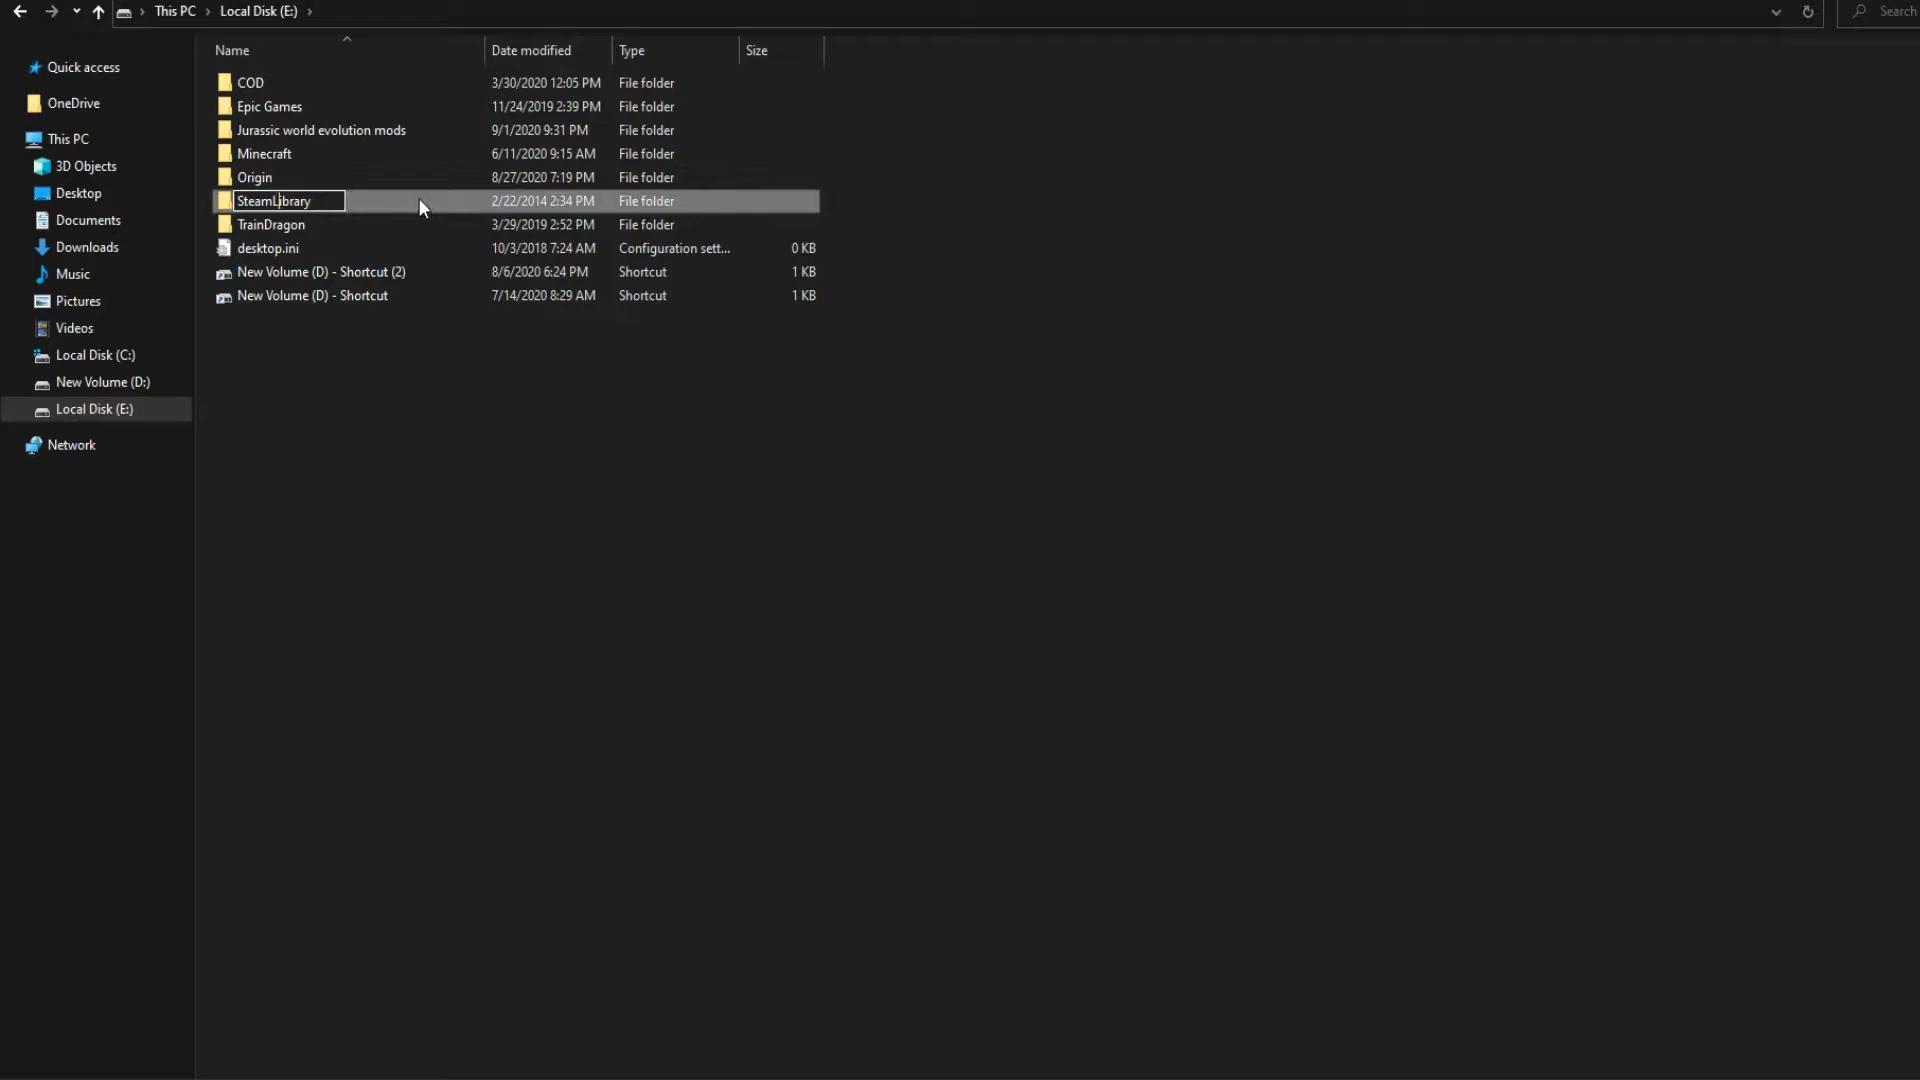 This PC > Local Disk (E:) >
Search
Name Date modified Type Size
Quick access
OneDrive
This PC
3D Objects
Desktop
Documents
Downloads
Music
Pictures
Videos
Local Disk (C:)
New Volume (D:)
Local Disk (E:)
Network
COD 3/30/2020 12:05 PM File folder
Epic Games 11/24/2019 2:39 PM File folder
Jurassic world evolution mods 9/1/2020 9:31 PM File folder
Minecraft 6/11/2020 9:15 AM File folder
Origin 8/27/2020 7:19 PM File folder
SteamLibrary 2/22/2014 2:34 PM File folder
TrainDragon 3/29/2019 2:52 PM File folder
desktop.ini 10/3/2018 7:24 AM Configuration sett... 0 KB
New Volume (D) - Shortcut (2) 8/6/2020 6:24 PM Shortcut 1 KB
New Volume (D) - Shortcut 7/14/2020 8:29 AM Shortcut 1 KB